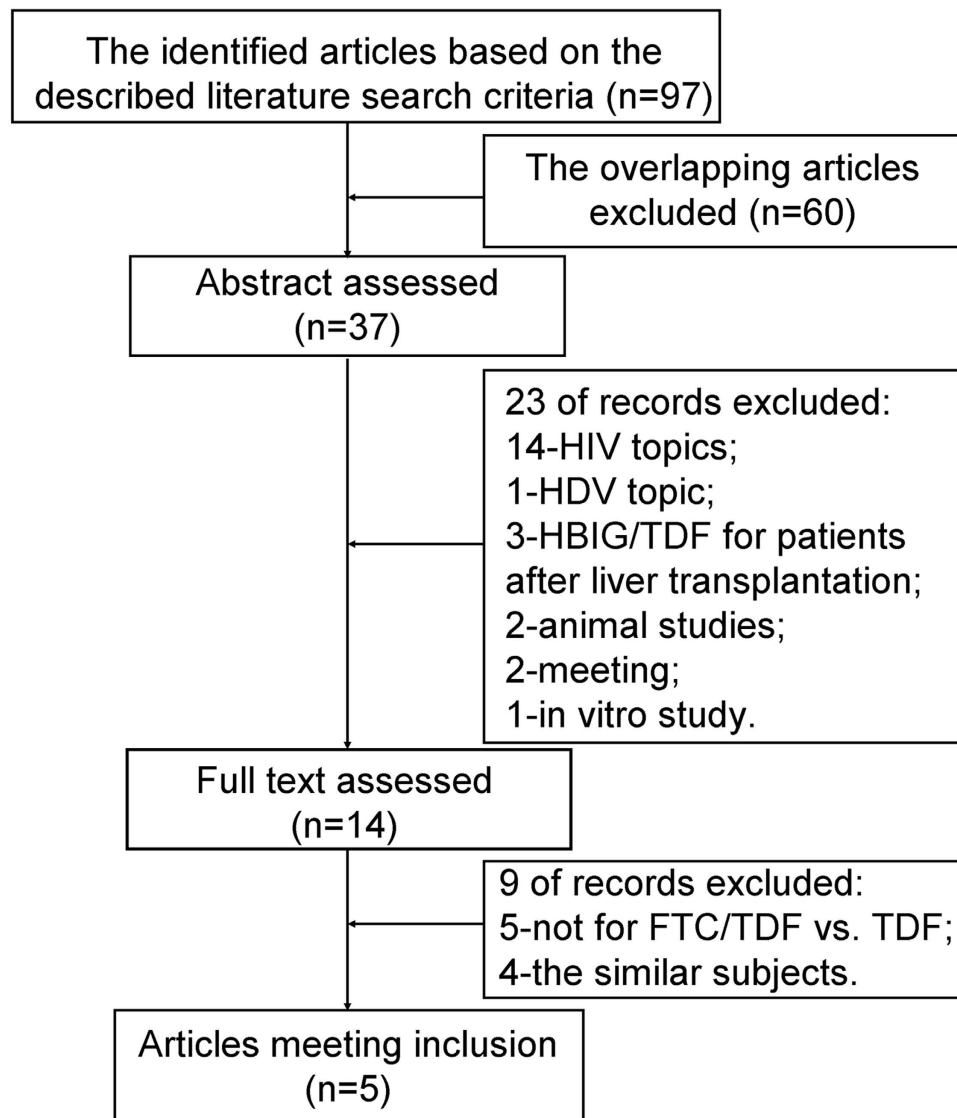 The identified articles based on the
described literature search criteria (n=97)
The overlapping articles
excluded (n=60)
Abstract assessed
(n=37)
23 of records excluded:
14-HIV topics;
1-HDV topic;
3-HBIG/TDF for patients
after liver transplantation;
2-animal studies;
2-meeting;
1-in vitro study.
Full text assessed
(n=14)
9 of records excluded:
5-not for FTC/TDF vs. TDF;
4-the similar subjects.
Articles meeting inclusion
(n=5)